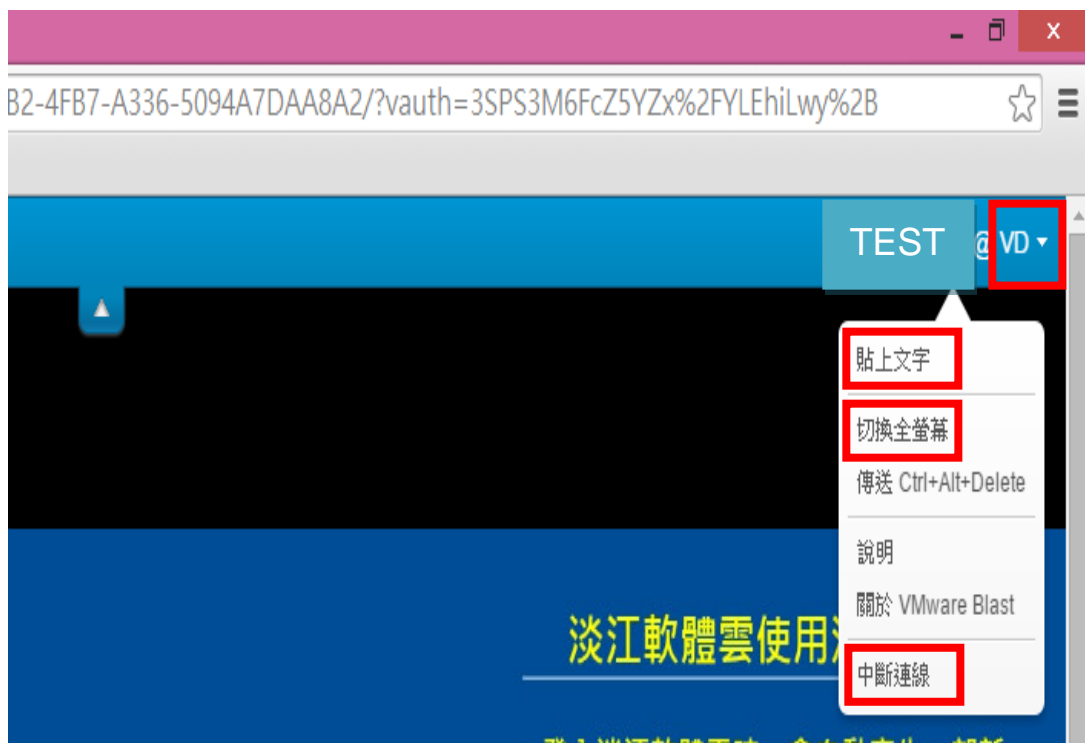 B2-4FB7-A336-5094A7DAA8A2/?vauth=3SPS3M6FcZ5YZx%2FYLEhiLwy%2B
TEST @ VD
貼上文字
切換全螢幕
傳送 Ctrl+Alt+Delete
說明
關於 VMware Blast
淡江軟體雲使用
中斷連線